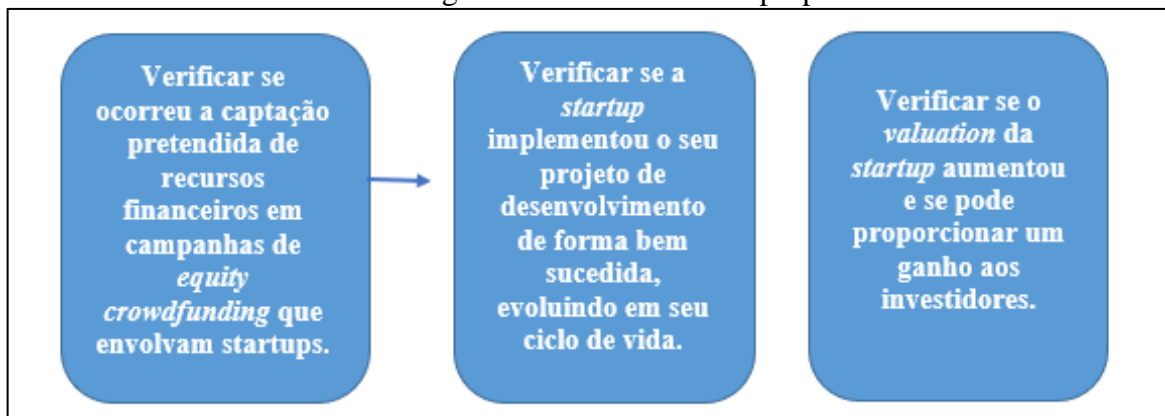 Verificar se
ocorreu a captação
pretendida de
recursos
financeiros em
campanhas de
equity
crowdfunding que
envolvam startups.
Verificar se a
startup
implementou o seu
projeto de
desenvolvimento
de forma bem
sucedida,
evoluindo em seu
ciclo de vida.
Verificar se o
valuation da
startup aumentou
e se pode
proporcionar um
ganho aos
investidores.